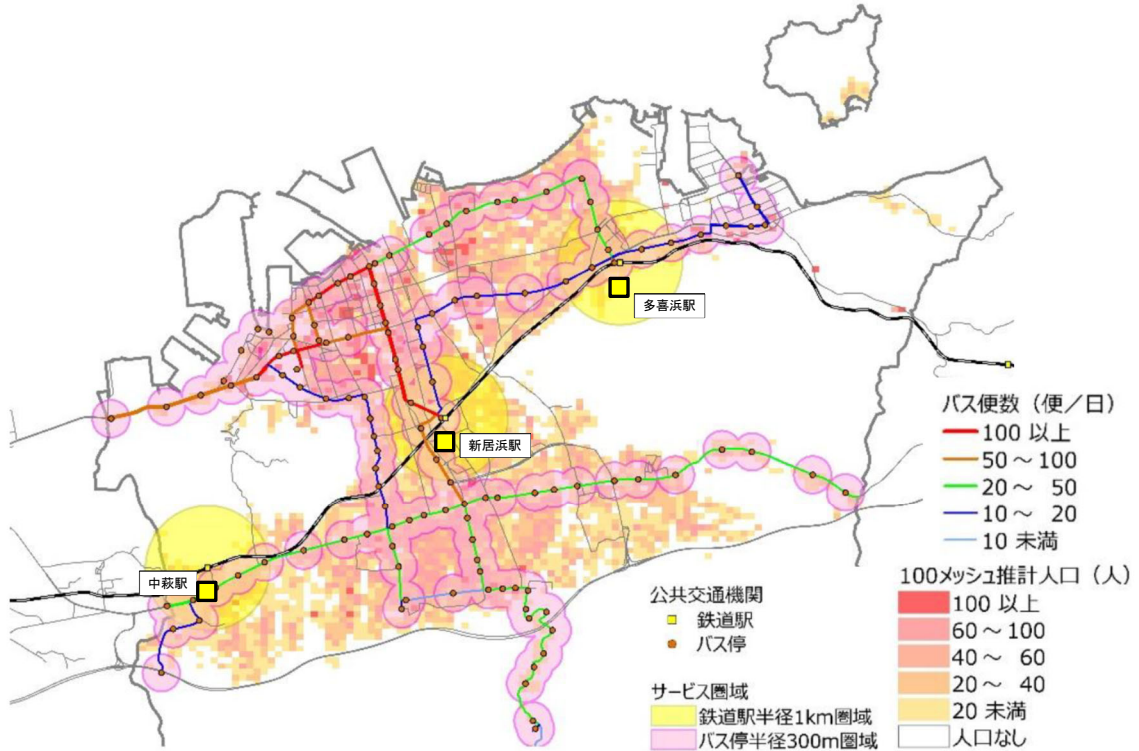 多喜浜駅
新居浜駅
中萩駅
バス便数（便／日）
100 以上
50 ～ 100
20 ～ 50
10 ～ 20
10 未満
100メッシュ推計人口（人）
100 以上
60 ～ 100
40 ～ 60
20 ～ 40
20 未満
人口なし
公共交通機関
鉄道駅
バス停
サービス圏域
鉄道駅半径1km圏域
バス停半径300m圏域